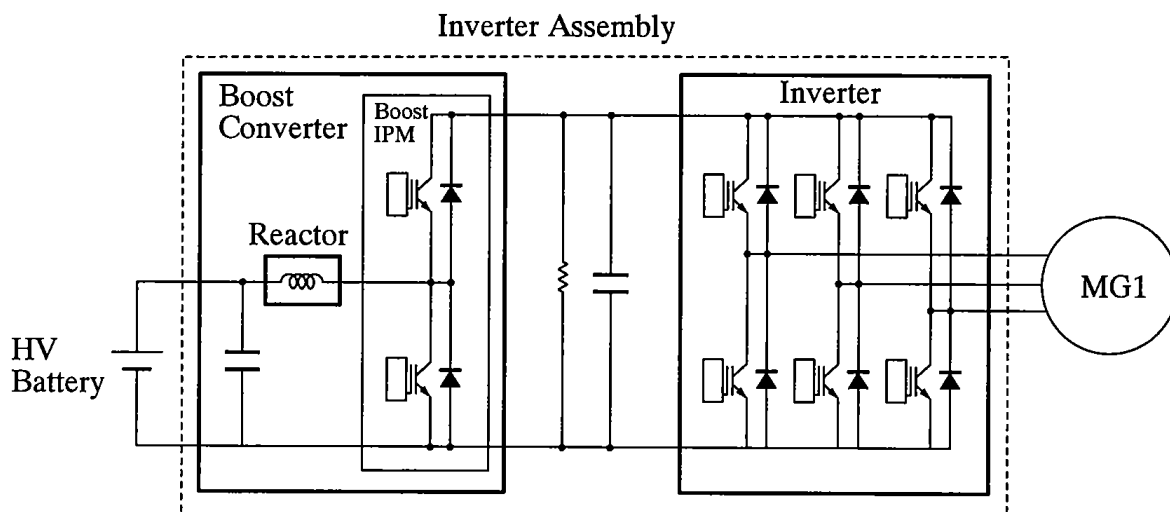 Inverter Assembly
Boost
Converter
Boost
IPM
Inverter
Reactor
MG1
HV
Battery